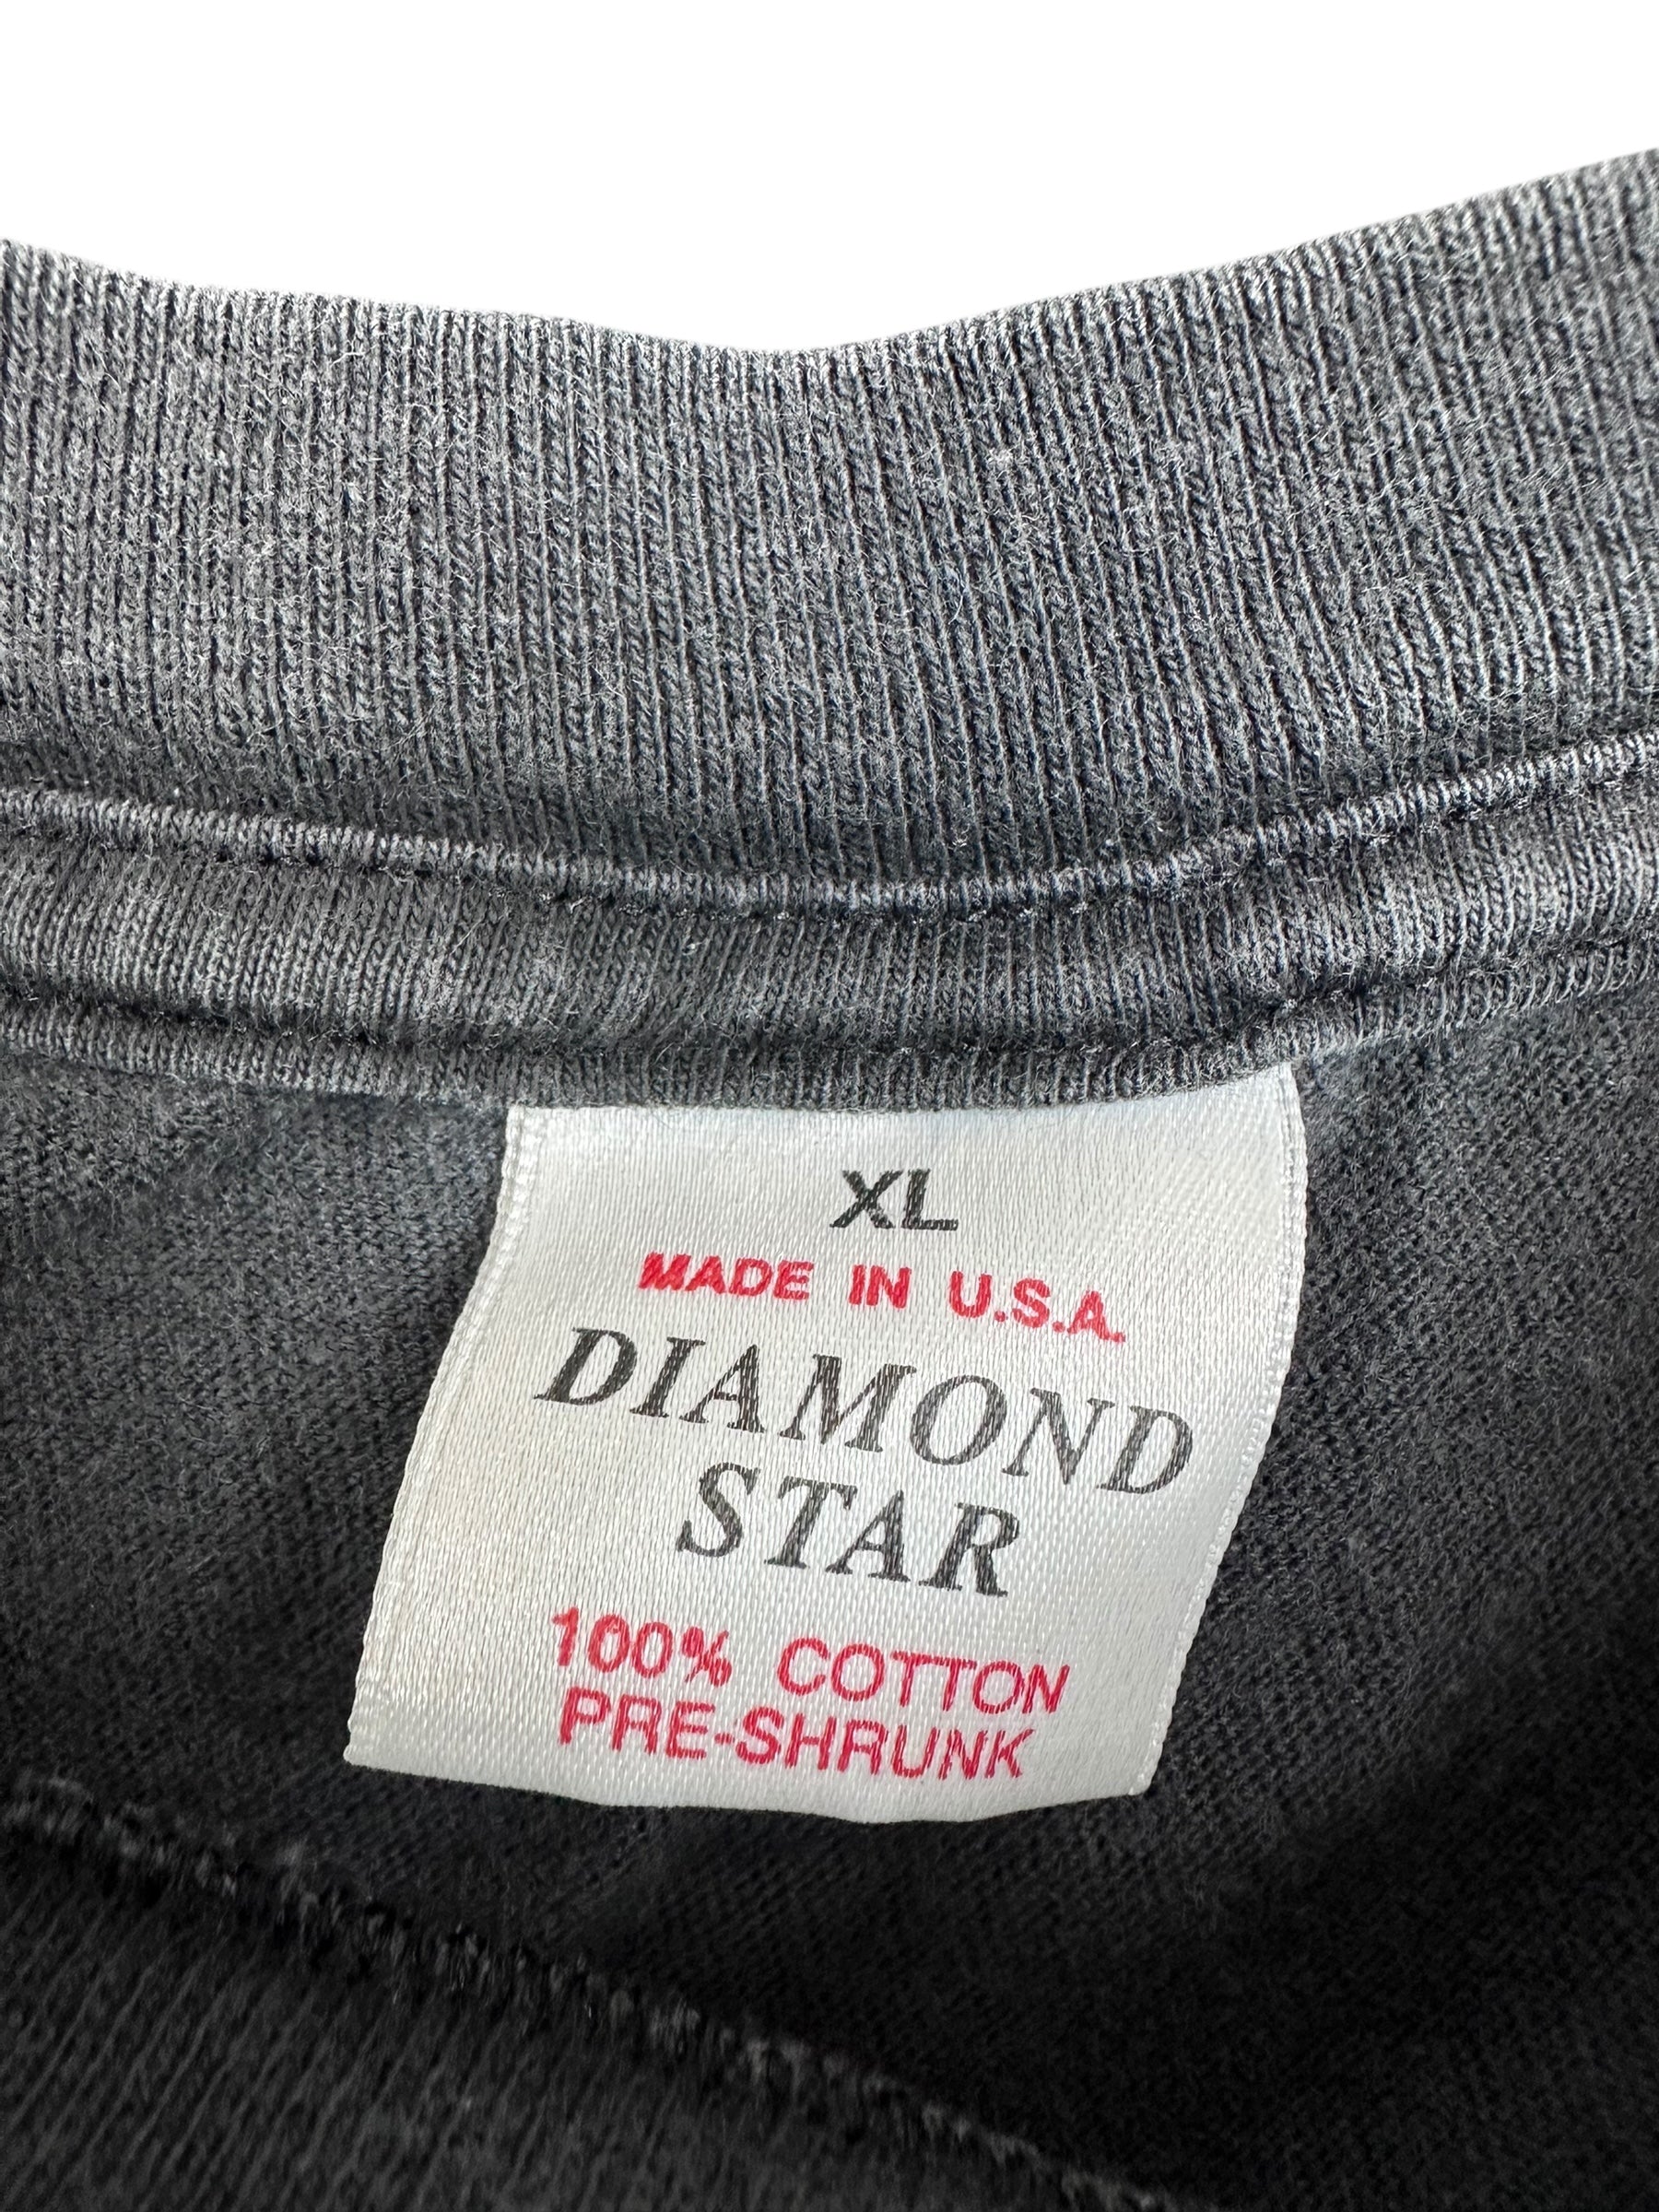 XL
MADE IN U.S.A.
DIAMOND
STAR
100% COTTON
PRE-SHRUNK